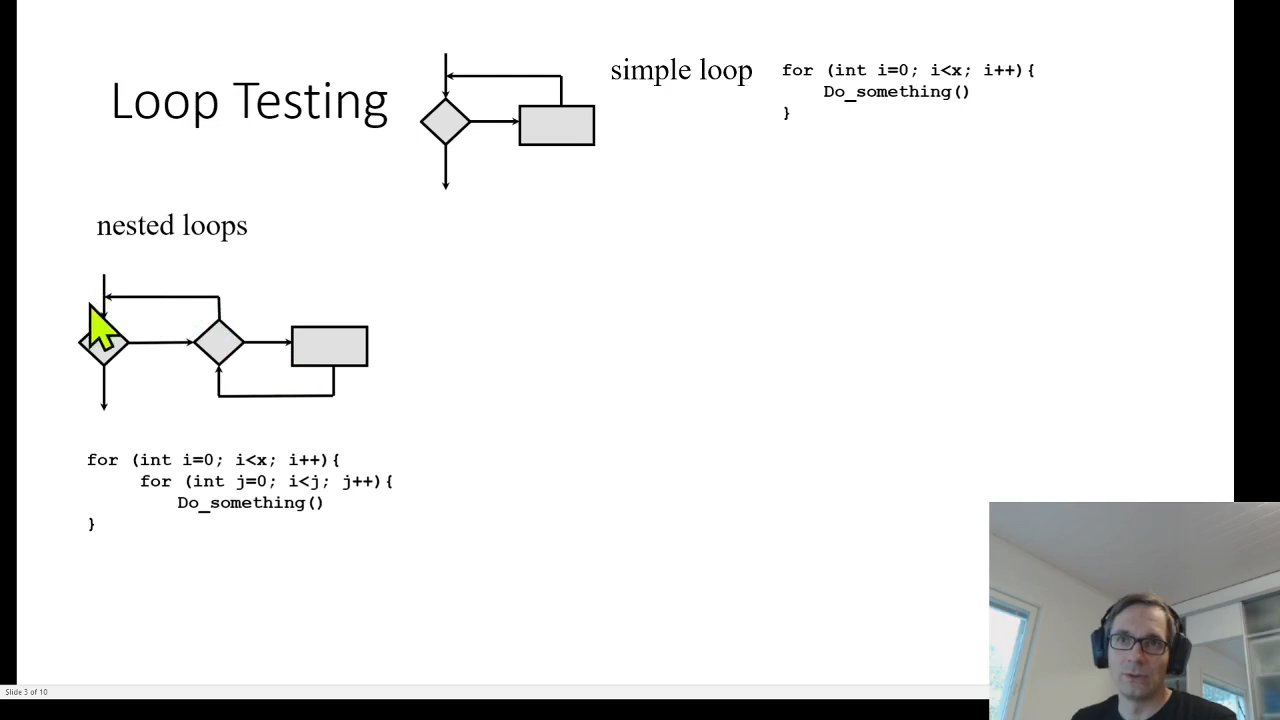 Loop Testing
simple loop
for (int i=0; i<x; i++){
Do_something()
}
nested loops
for (int i=0; i<x; i++){
for (int j=0; i<j; j++){
Do_something()
}
Slide 3 of 10